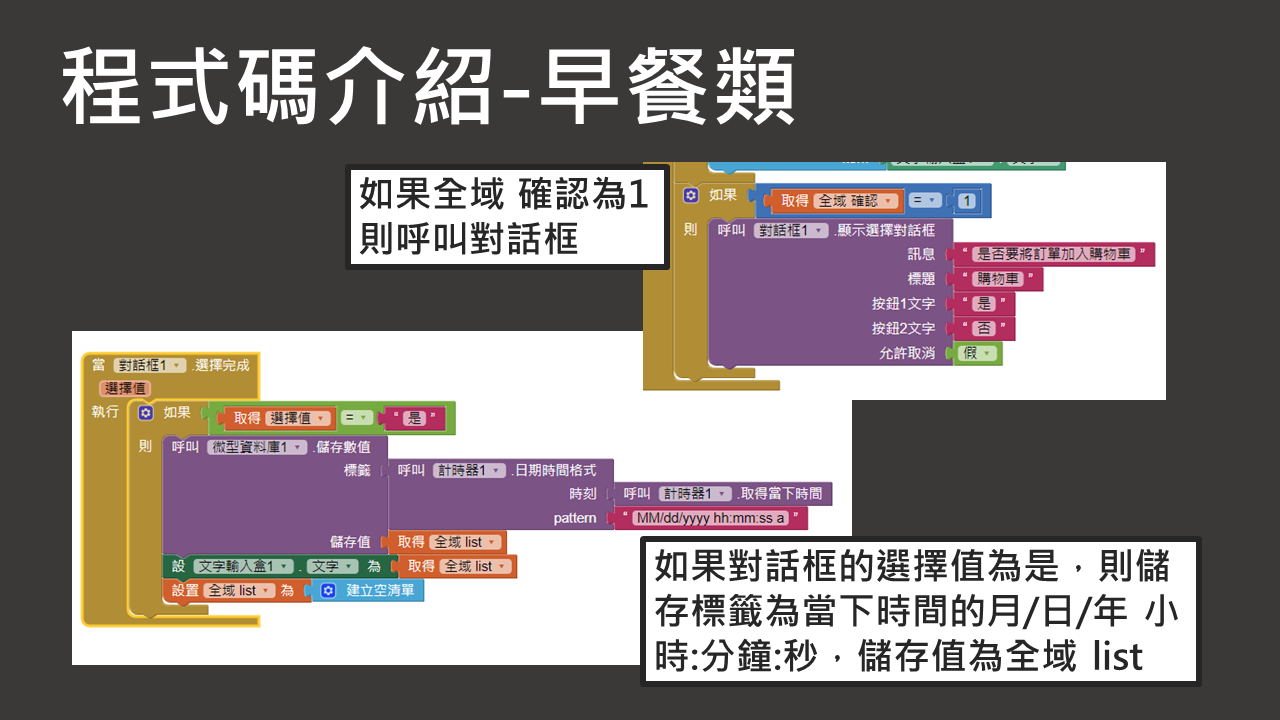 程式碼介紹-早餐類
如果全域 確認為1
則呼叫對話框
如果 取得 全域 確認 = 1
則 呼叫 對話框1 .顯示選擇對話框
訊息 “ 是否要將訂單加入購物車 ”
標題 “ 購物車 ”
按鈕1文字 “ 是 ”
按鈕2文字 “ 否 ”
允許取消 假
當 對話框1 .選擇完成
選擇值
執行 如果 取得 選擇值 = “ 是 ”
則 呼叫 微型資料庫1 .儲存數值
標籤 呼叫 計時器1 .日期時間格式
時刻 呼叫 計時器1 .取得當下時間
pattern “ MM/dd/yyyy hh:mm:ss a ”
儲存值 取得 全域 list
設 文字輸入盒1 . 文字 為 取得 全域 list
設置 全域 list 為 建立空清單
如果對話框的選擇值為是，則儲
存標籤為當下時間的月/日/年 小
時:分鐘:秒，儲存值為全域 list